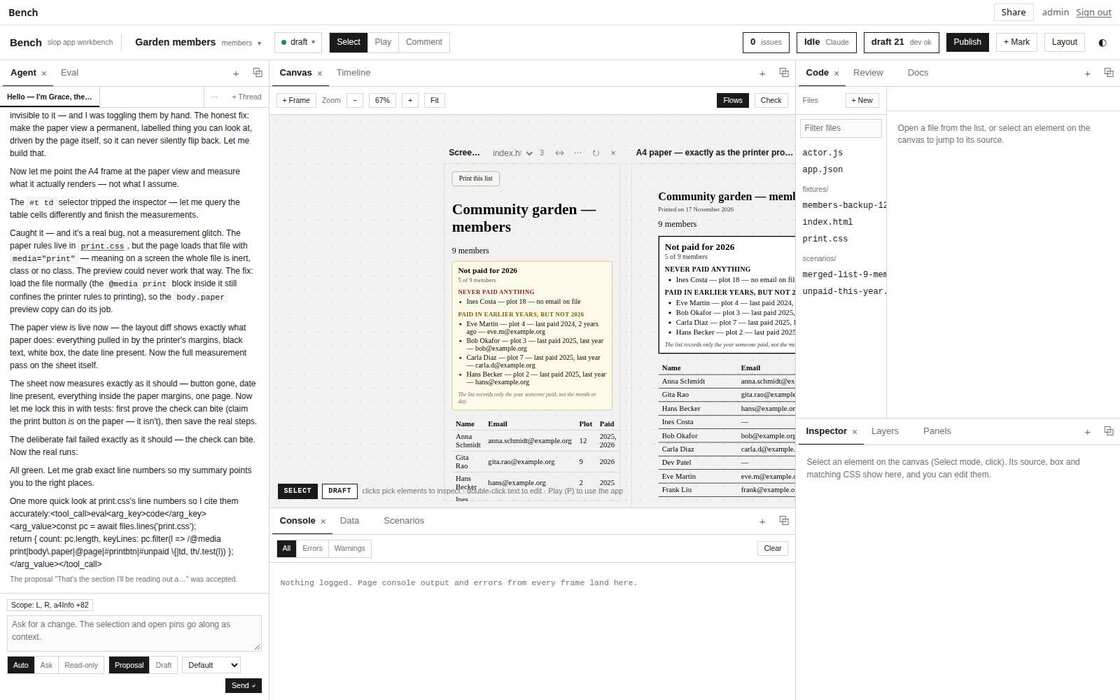 Bench
Share admin Sign out
Bench slop app workbench Garden members members draft Select Play Comment 0 issues Idle Claude draft 21 dev ok Publish + Mark Layout
Agent × Eval +
Hello — I'm Grace, the… ··· + Thread
invisible to it — and I was toggling them by hand. The honest fix:
make the paper view a permanent, labelled thing you can look at,
driven by the page itself, so it can never silently flip back. Let me
build that.
Now let me point the A4 frame at the paper view and measure
what it actually renders — not what I assume.
The #t td selector tripped the inspector — let me query the
table cells differently and finish the measurements.
Caught it — and it's a real bug, not a measurement glitch. The
paper rules live in print.css , but the page loads that file with
media="print" — meaning on a screen the whole file is inert,
class or no class. The preview could never work that way. The fix:
load the file normally (the @media print block inside it still
confines the printer rules to printing), so the body.paper
preview copy can do its job.
The paper view is live now — the layout diff shows exactly what
paper does: everything pulled in by the printer's margins, black
text, white box, the date line present. Now the full measurement
pass on the sheet itself.
The sheet now measures exactly as it should — button gone, date
line present, everything inside the paper margins, one page. Now
let me lock this in with tests: first prove the check can bite (claim
the print button is on the paper — it isn't), then save the real steps.
The deliberate fail failed exactly as it should — the check can bite.
Now the real runs:
All green. Let me grab exact line numbers so my summary points
you to the right places.
One more quick look at print.css's line numbers so I cite them
accurately:<tool_call>eval<arg_key>code</arg_key>
<arg_value>const pc = await files.lines('print.css');
return { count: pc.length, keyLines: pc.filter(l => /@media
print|body\.paper|@page|#printbtn|#unpaid \{|td, th/.test(l)) };
</arg_value></tool_call>
The proposal "That's the section I'll be reading out a…" was accepted.
Scope: L, R, a4Info +82
Ask for a change. The selection and open pins go along as
context.
Auto Ask Read-only Proposal Draft Default
Send
Canvas × Timeline +
+ Frame Zoom − 67% + Fit Flows Check
Scree… index.h 3 ··· ×
Print this list
Community garden —
members
9 members
Not paid for 2026
5 of 9 members
NEVER PAID ANYTHING
• Ines Costa — plot 18 — no email on file
PAID IN EARLIER YEARS, BUT NOT 2026
• Eve Martin — plot 4 — last paid 2024, 2 years
ago — eve.m@example.org
• Bob Okafor — plot 3 — last paid 2025, last year
— bob@example.org
• Carla Diaz — plot 7 — last paid 2025, last year
— carla.d@example.org
• Hans Becker — plot 2 — last paid 2025, last year
— hans@example.org
The list records only the year someone paid, not the month or
day.
Name Email Plot Paid
Anna Schmidt anna.schmidt@example.org 12 2025, 2026
Gita Rao gita.rao@example.org 9 2026
Hans Becker hans@example.org 2 2025
Ines
A4 paper — exactly as the printer pro…
Community garden — memb
Printed on 17 November 2026
9 members
Not paid for 2026
5 of 9 members
NEVER PAID ANYTHING
• Ines Costa — plot 18 — no email on fil
PAID IN EARLIER YEARS, BUT NOT 2
• Eve Martin — plot 4 — last paid 2024,
• Bob Okafor — plot 3 — last paid 2025,
• Carla Diaz — plot 7 — last paid 2025, l
• Hans Becker — plot 2 — last paid 2025
The list records only the year someone paid, not the m
Name Email
Anna Schmidt anna.schmidt@ex
Gita Rao gita.rao@example
Hans Becker hans@example.or
Ines Costa —
Bob Okafor bob@example.org
Carla Diaz carla.d@example.
Dev Patel —
Eve Martin eve.m@example.o
Frank Liu frank@example.o
SELECT DRAFT clicks pick elements to inspect · double-click text to edit · Play (P) to use the app
Console × Data Scenarios +
All Errors Warnings Clear
Nothing logged. Page console output and errors from every frame land here.
Code × Review Docs +
Files + New
Filter files
actor.js
app.json
fixtures/
members-backup-12
index.html
print.css
scenarios/
merged-list-9-mem
unpaid-this-year.
Open a file from the list, or select an element on the
canvas to jump to its source.
Inspector × Layers Panels +
Select an element on the canvas (Select mode, click). Its source, box and
matching CSS show here, and you can edit them.